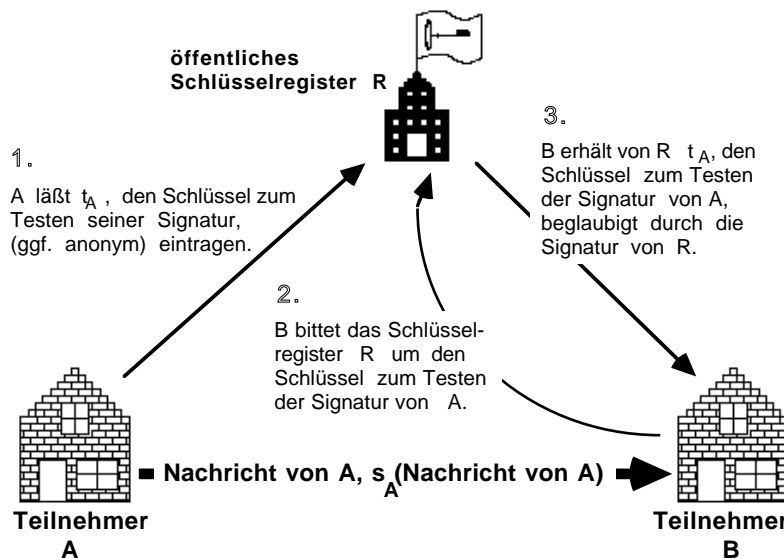 öffentliches
Schlüsselregister R
1.
A läßt t_A , den Schlüssel zum
Testen seiner Signatur,
(ggf. anonym) eintragen.
3.
B erhält von R t_A, den
Schlüssel zum Testen
der Signatur von A,
beglaubigt durch die
Signatur von R.
2.
B bittet das Schlüssel-
register R um den
Schlüssel zum Testen
der Signatur von A.
Nachricht von A, s_A(Nachricht von A)
Teilnehmer
A
Teilnehmer
B